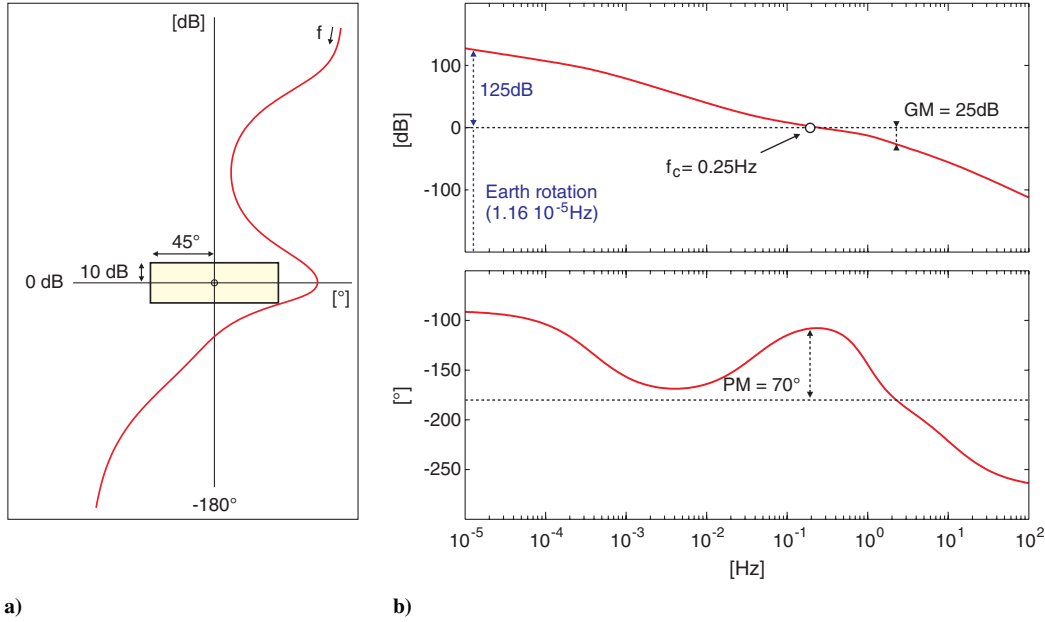 [dB]
f
45°
10 dB
0 dB
[°]
-180°
a)
[dB]
100
0
-100
125dB
GM = 25dB
fc= 0.25Hz
Earth rotation
(1.16 10⁻⁵Hz)
[°]
-100
-150
-200
-250
PM = 70°
10⁻⁵ 10⁻⁴ 10⁻³ 10⁻² 10⁻¹ 10⁰ 10¹ 10²
[Hz]
b)